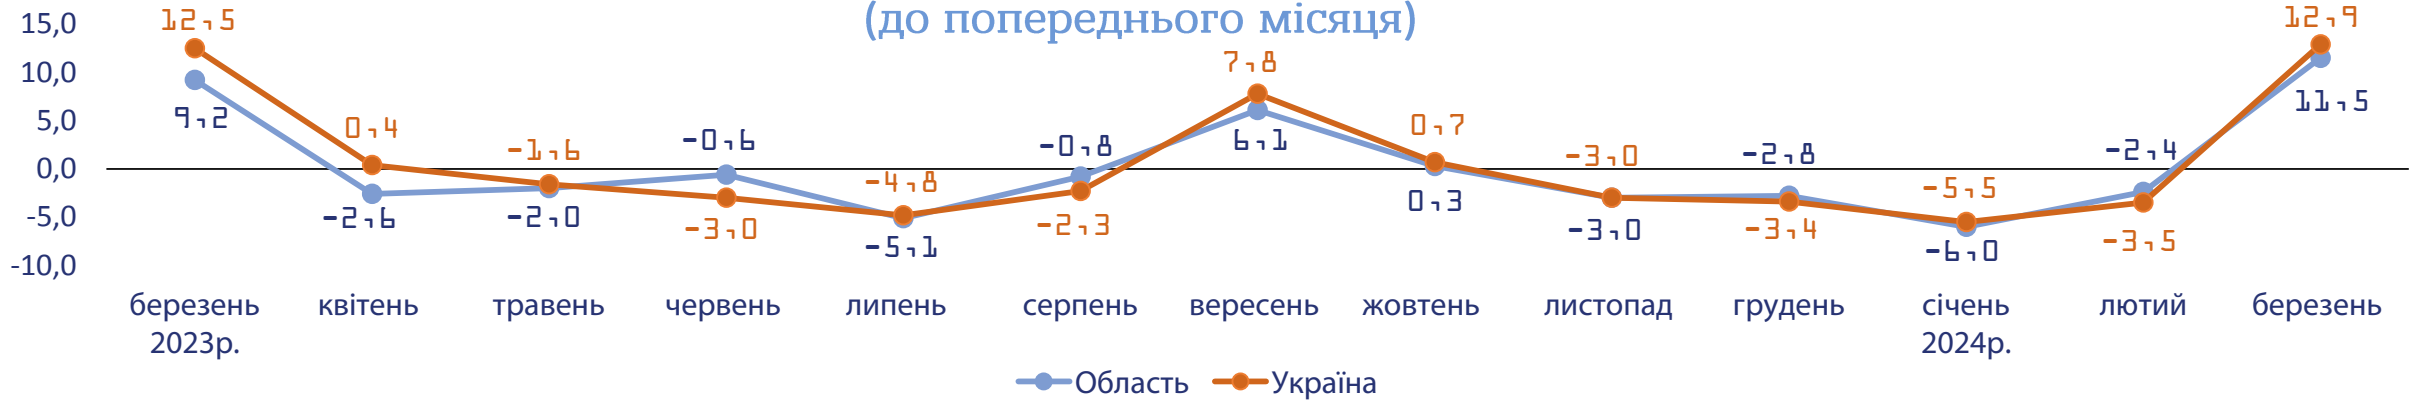 (до попереднього місяця)
15,0
10,0
5,0
0,0
-5,0
-10,0
12,5 0,4 -1,6 -3,0 -4,8 -2,3 7,8 0,7 -3,0 -3,4 -5,5 -3,5 12,9
9,2 -2,6 -2,0 -0,6 -5,1 -0,8 6,1 0,3 -3,0 -2,8 -6,0 -2,4 11,5
березень квітень травень червень липень серпень вересень жовтень листопад грудень січень лютий березень
2023р. 2024р.
Область Україна